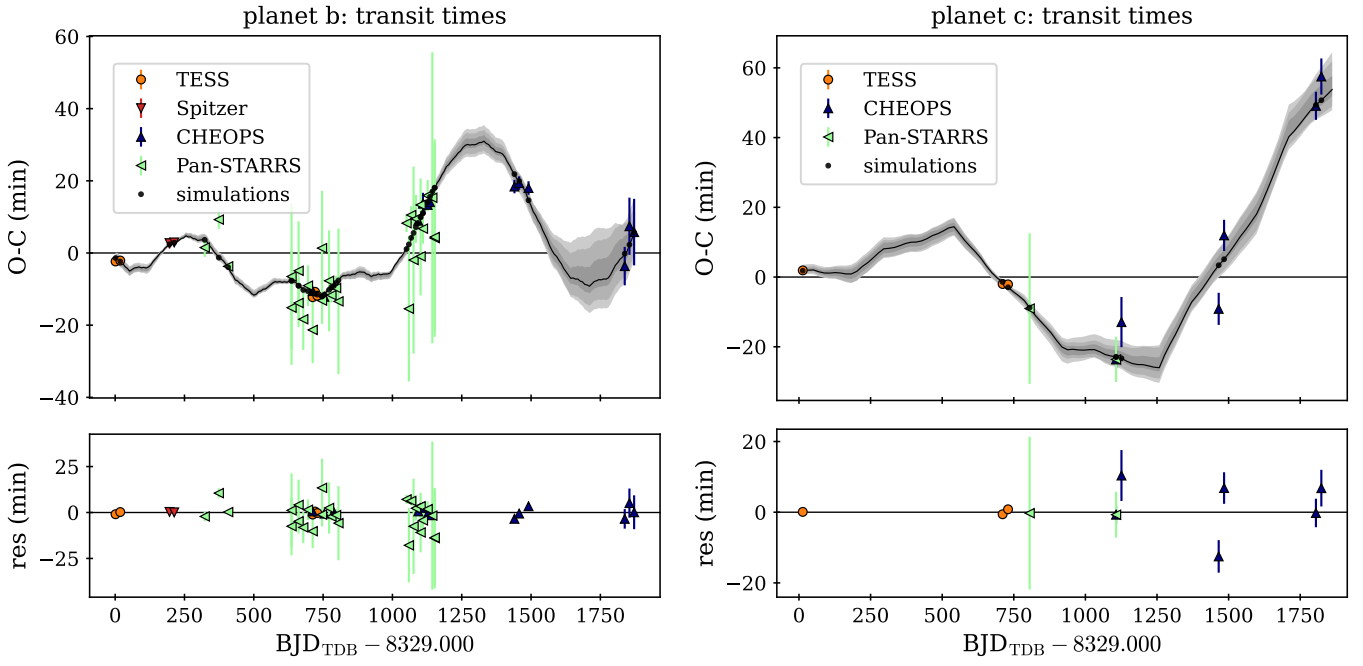 planet b: transit times
planet c: transit times
60
40
20
0
−20
−40
O-C (min)
TESS
Spitzer
CHEOPS
Pan-STARRS
simulations
60
40
20
0
−20
O-C (min)
TESS
CHEOPS
Pan-STARRS
simulations
25
0
−25
res (min)
0 250 500 750 1000 1250 1500 1750
BJD_TDB − 8329.000
20
0
−20
res (min)
0 250 500 750 1000 1250 1500 1750
BJD_TDB − 8329.000